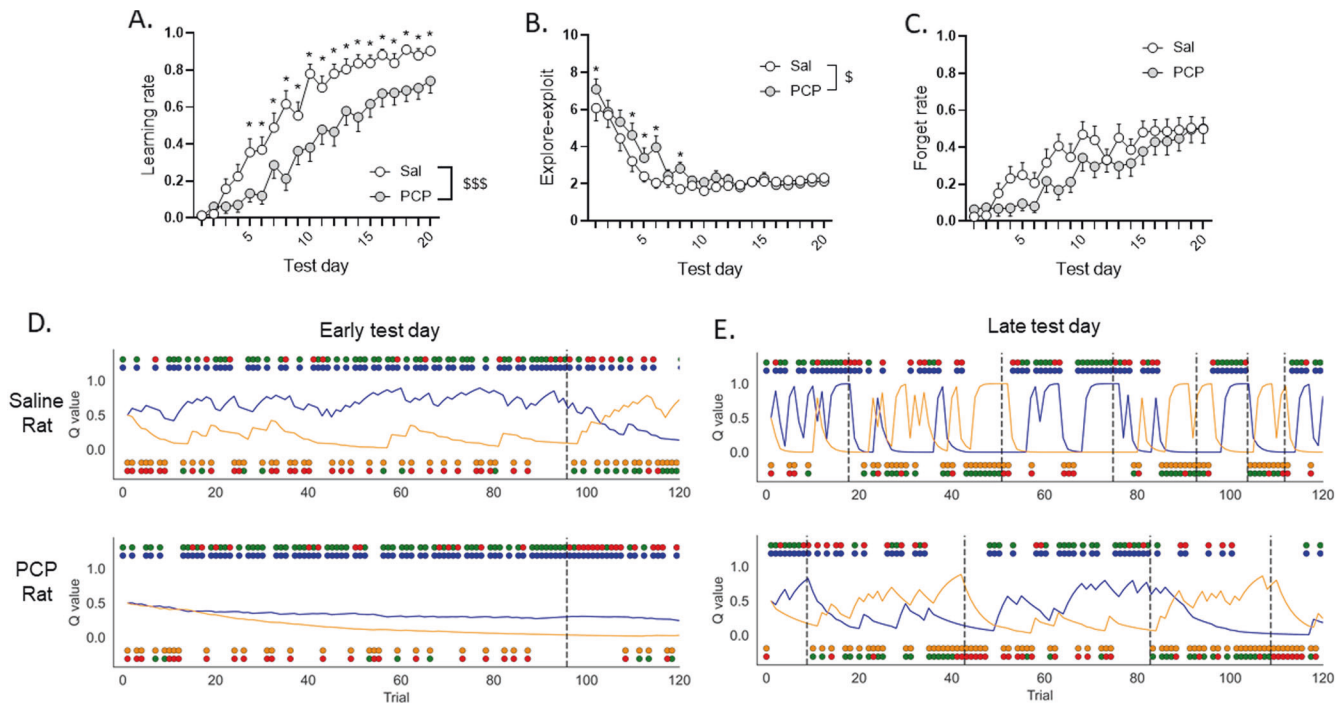 A.
B.
C.
1.0
0.8
0.6
0.4
0.2
0.0
Learning rate
* * * * * * * * * * * * * * * *
Sal
PCP
$$$
5
10
15
20
Test day
10
8
6
4
2
0
Explore-exploit
* * * * *
Sal
PCP
$
5
10
15
20
Test day
1.0
0.8
0.6
0.4
0.2
0.0
Forget rate
Sal
PCP
5
10
15
20
Test day
D.
Early test day
E.
Late test day
Saline
Rat
Q value
1.0
0.5
0.0
0 20 40 60 80 100 120
Q value
1.0
0.5
0.0
0 20 40 60 80 100 120
PCP
Rat
Q value
1.0
0.5
0.0
0 20 40 60 80 100 120
Trial
Q value
1.0
0.5
0.0
0 20 40 60 80 100 120
Trial